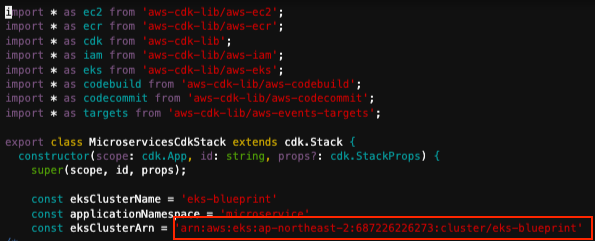 import * as ec2 from 'aws-cdk-lib/aws-ec2';
import * as ecr from 'aws-cdk-lib/aws-ecr';
import * as cdk from 'aws-cdk-lib';
import * as iam from 'aws-cdk-lib/aws-iam';
import * as eks from 'aws-cdk-lib/aws-eks';
import * as codebuild from 'aws-cdk-lib/aws-codebuild';
import * as codecommit from 'aws-cdk-lib/aws-codecommit';
import * as targets from 'aws-cdk-lib/aws-events-targets';
export class MicroservicesCdkStack extends cdk.Stack {
constructor(scope: cdk.App, id: string, props?: cdk.StackProps) {
super(scope, id, props);
const eksClusterName = 'eks-blueprint'
const applicationNamespace = 'microservice'
const eksClusterArn = 'arn:aws:eks:ap-northeast-2:687226226273:cluster/eks-blueprint'